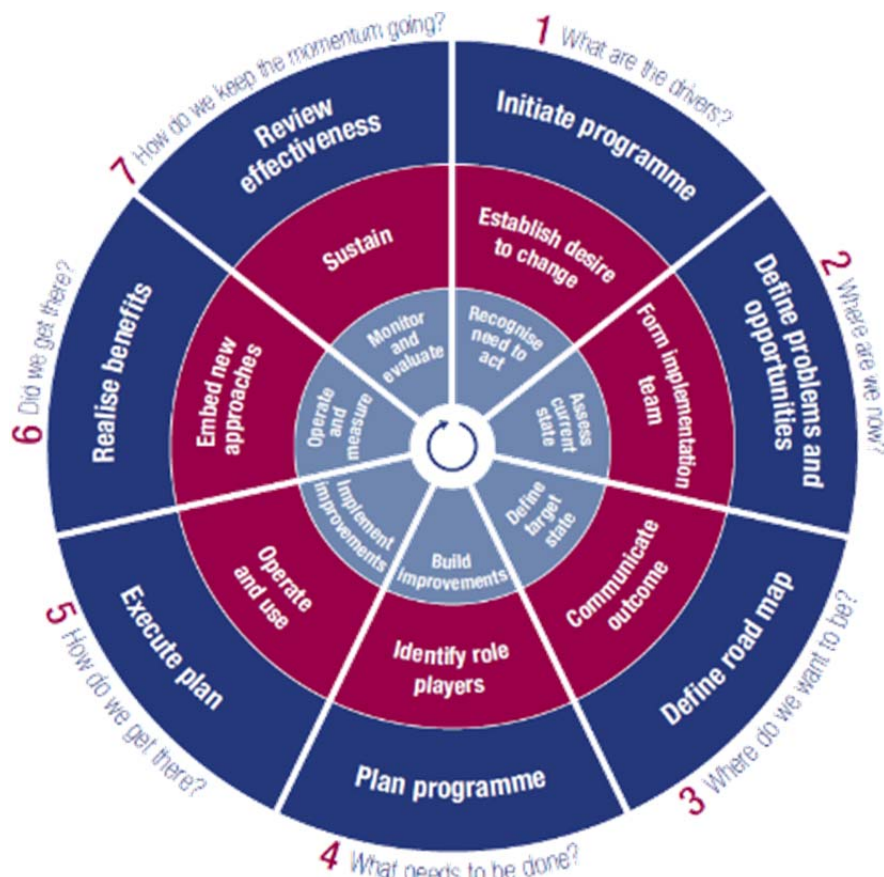 1 What are the drivers?
Initiate programme
Establish desire
to change
Recognise
need to
act
2 Where are we now?
Define problems and
opportunities
Form implementation
team
Assess
current
state
3 Where do we want to be?
Define road map
Communicate
outcome
Define
target
state
4 What needs to be done?
Plan programme
Identify role
players
Build
improvements
5 How do we get there?
Execute plan
Operate
and use
Implement
improvements
6 Did we get there?
Realise benefits
Embed new
approaches
Operate
and
measure
7 How do we keep the momentum going?
Review
effectiveness
Sustain
Monitor
and
evaluate